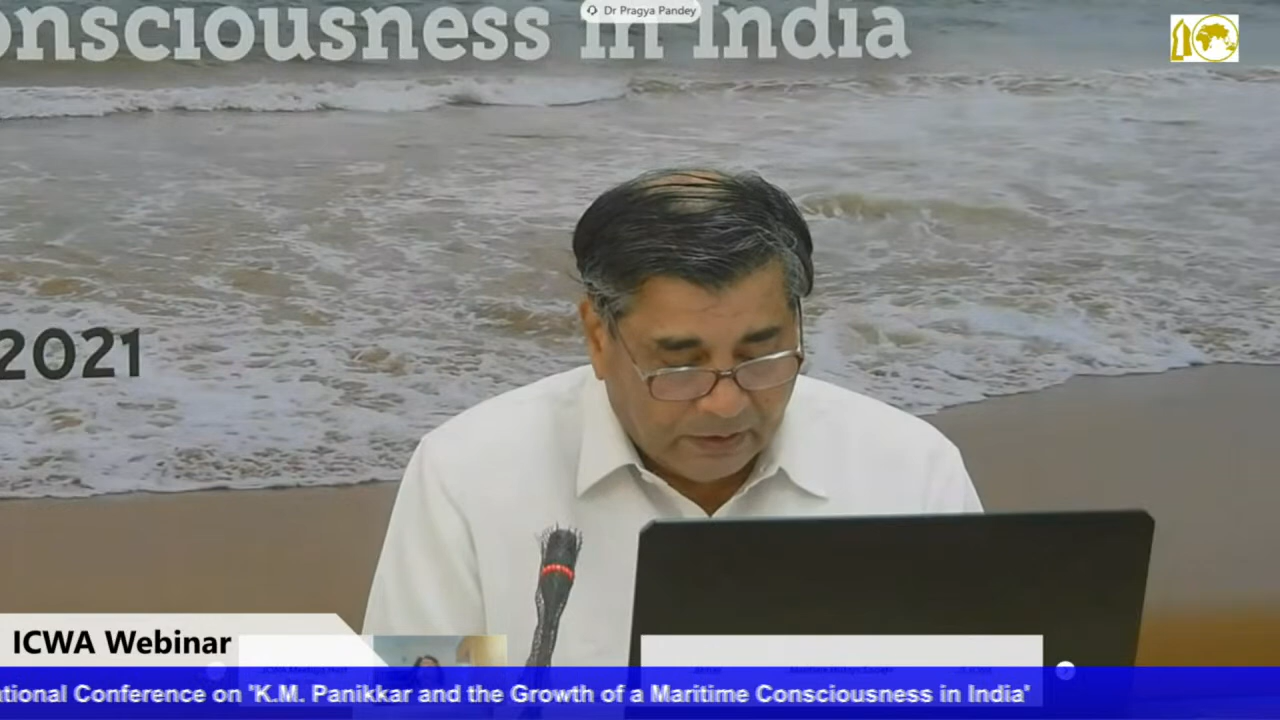 Dr Pragya Pandey
onsciousness in India
2021
ICWA Webinar
ational Conference on 'K.M. Panikkar and the Growth of a Maritime Consciousness in India'